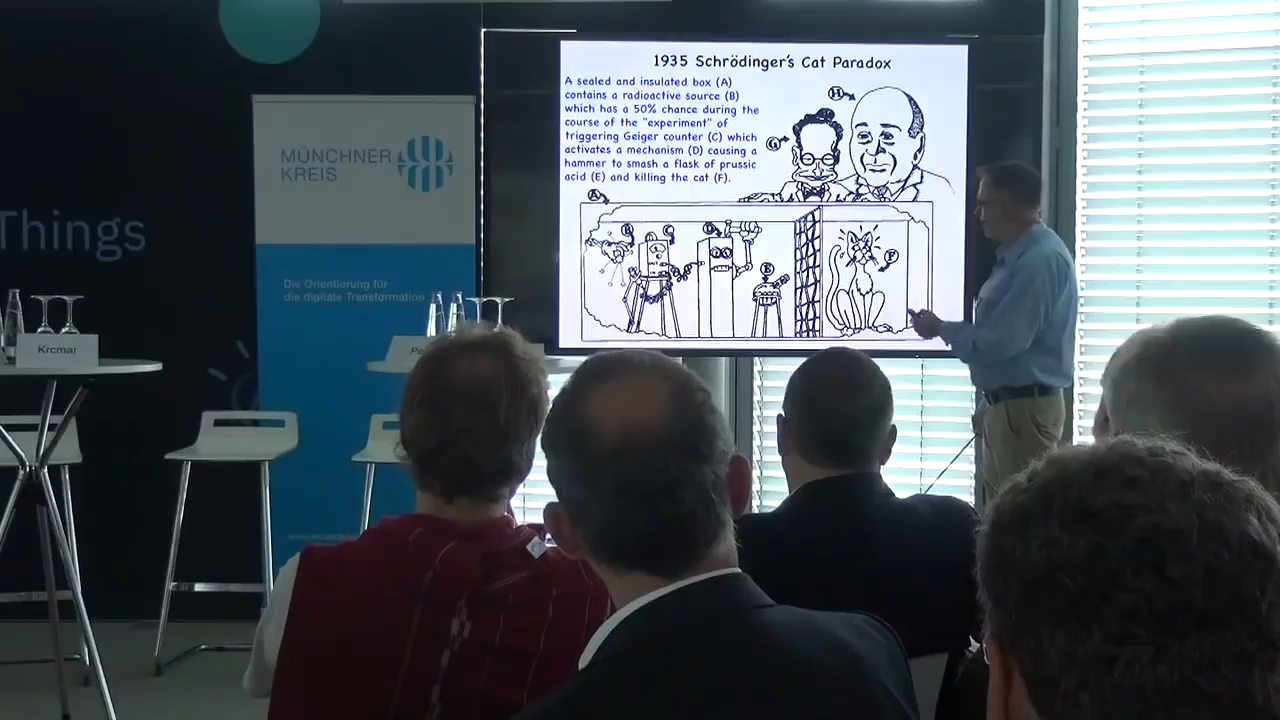 1935 Schrödinger's Cat Paradox
A sealed and insulated box (A)
contains a radioactive source (B)
which has a 50% chance during the
course of the "experiment" of
triggering Geiger counter (C) which
activates a mechanism (D) causing a
hammer to smash a flask of prussic
acid (E) and killing the cat (F).
H
G
A
F
MÜNCHNER
KREIS
Things
Die Orientierung für
die digitale Transformation
Krcmar